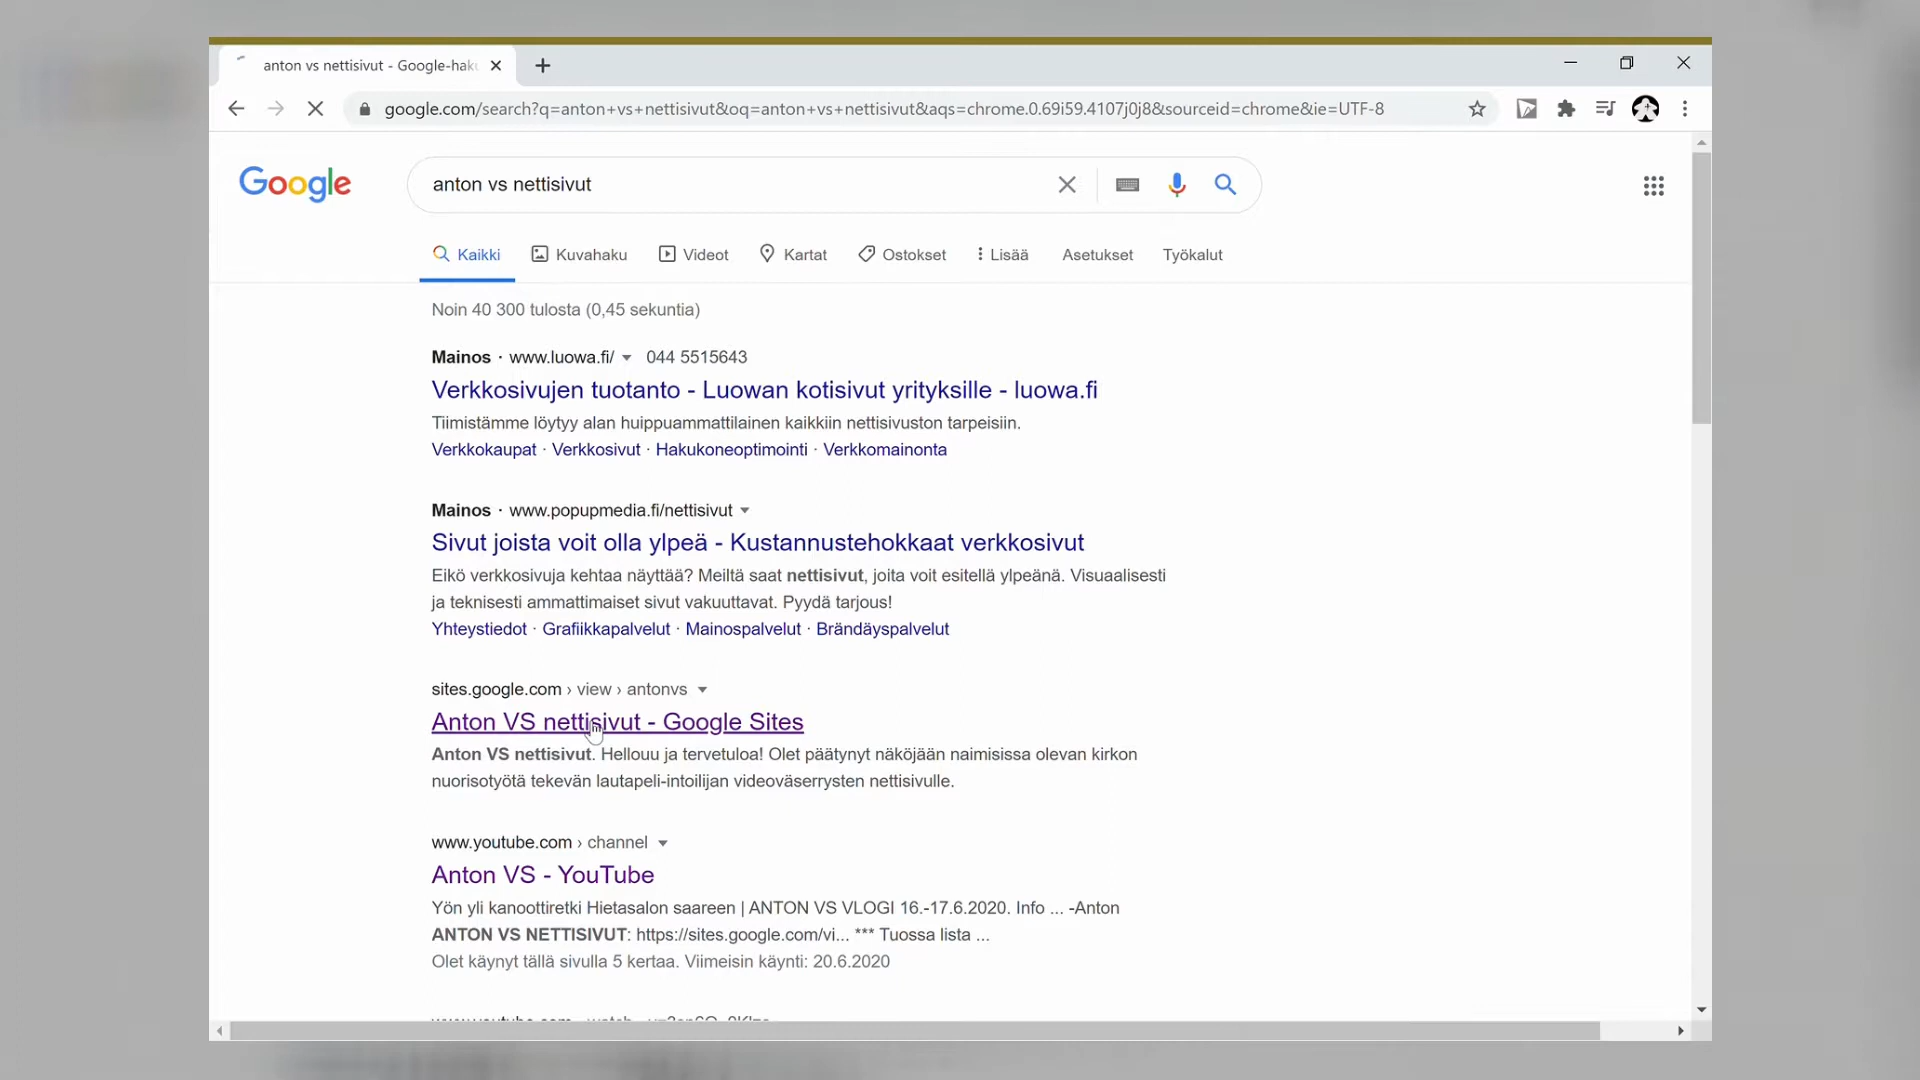 anton vs nettisivut - Google-haku
google.com/search?q=anton+vs+nettisivut&oq=anton+vs+nettisivut&aqs=chrome.0.69i59.4107j0j8&sourceid=chrome&ie=UTF-8
Google
anton vs nettisivut
Kaikki Kuvahaku Videot Kartat Ostokset Lisää Asetukset Työkalut
Noin 40 300 tulosta (0,45 sekuntia)
Mainos · www.luowa.fi/ 044 5515643
Verkkosivujen tuotanto - Luowan kotisivut yrityksille - luowa.fi
Tiimistämme löytyy alan huippuammattilainen kaikkiin nettisivuston tarpeisiin.
Verkkokaupat · Verkkosivut · Hakukoneoptimointi · Verkkomainonta
Mainos · www.popupmedia.fi/nettisivut
Sivut joista voit olla ylpeä - Kustannustehokkaat verkkosivut
Eikö verkkosivuja kehtaa näyttää? Meiltä saat nettisivut, joita voit esitellä ylpeänä. Visuaalisesti
ja teknisesti ammattimaiset sivut vakuuttavat. Pyydä tarjous!
Yhteystiedot · Grafiikkapalvelut · Mainospalvelut · Brändäyspalvelut
sites.google.com › view › antonvs
Anton VS nettisivut - Google Sites
Anton VS nettisivut. Hellouu ja tervetuloa! Olet päätynyt näköjään naimisissa olevan kirkon
nuorisotyötä tekevän lautapeli-intoilijan videoväserrysten nettisivulle.
www.youtube.com › channel
Anton VS - YouTube
Yön yli kanoottiretki Hietasalon saareen | ANTON VS VLOGI 16.-17.6.2020. Info ... -Anton
ANTON VS NETTISIVUT: https://sites.google.com/vi... *** Tuossa lista ...
Olet käynyt tällä sivulla 5 kertaa. Viimeisin käynti: 20.6.2020